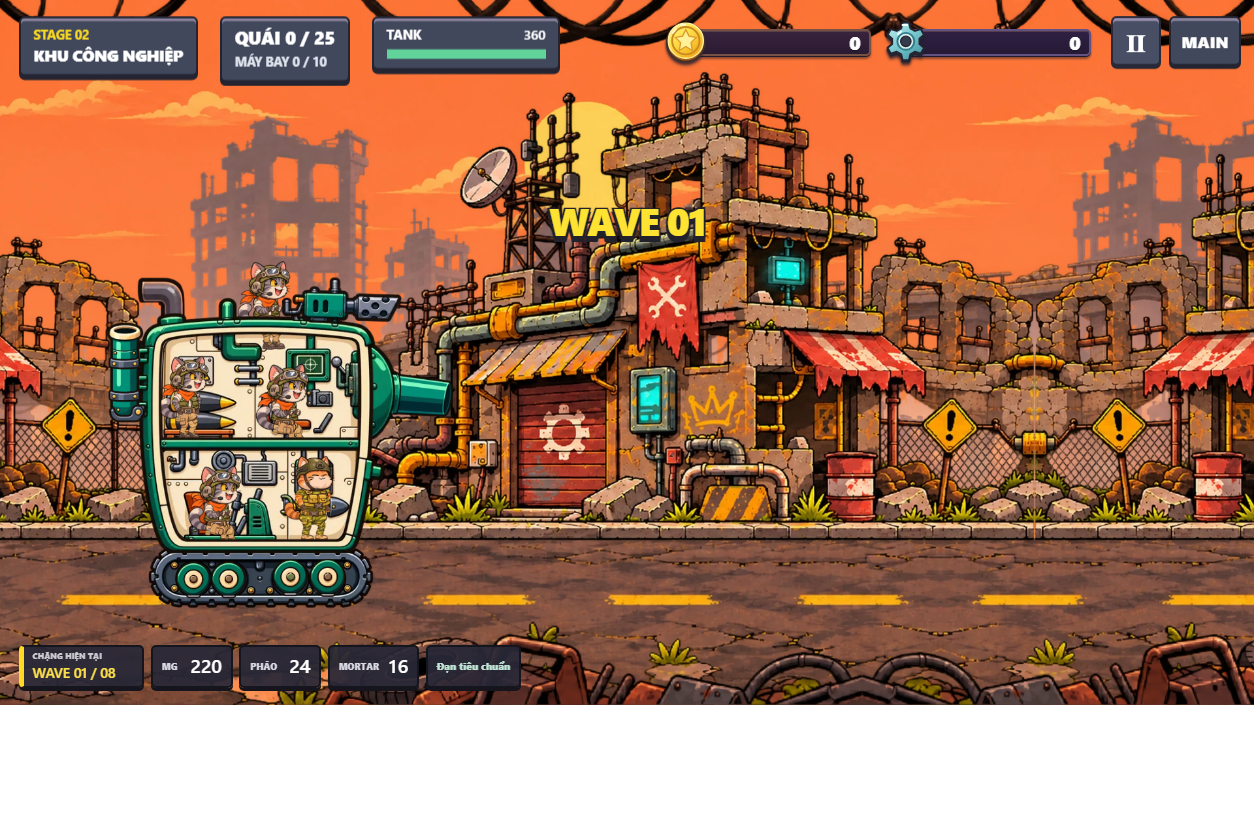 STAGE 02
KHU CÔNG NGHIỆP
QUÁI 0 / 25
MÁY BAY 0 / 10
TANK 360
0
0
MAIN
WAVE 01
CHẶNG HIỆN TẠI
WAVE 01 / 08
MG 220
PHÁO 24
MORTAR 16
Đạn tiêu chuẩn